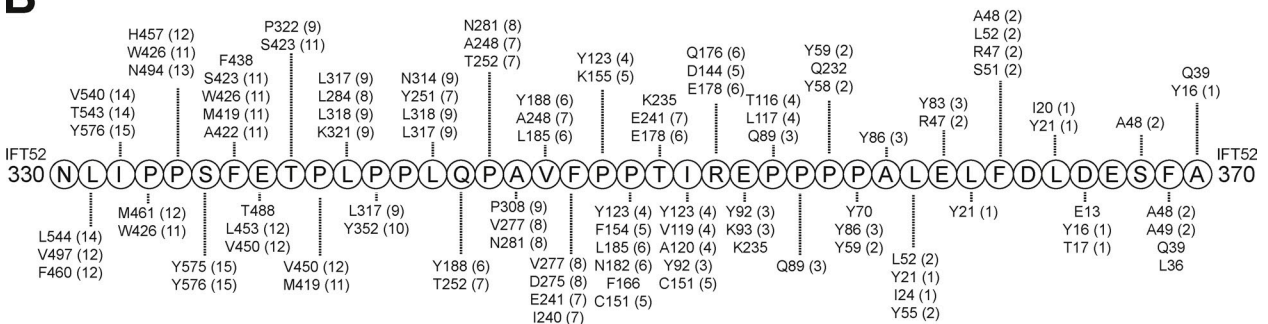 B
V540 (14)
T543 (14)
Y576 (15)
H457 (12)
W426 (11)
N494 (13)
F438
S423 (11)
W426 (11)
M419 (11)
A422 (11)
P322 (9)
S423 (11)
L317 (9)
L284 (8)
L318 (9)
K321 (9)
N314 (9)
Y251 (7)
L318 (9)
L317 (9)
N281 (8)
A248 (7)
T252 (7)
Y188 (6)
A248 (7)
L185 (6)
Y123 (4)
K155 (5)
K235
E241 (7)
E178 (6)
Q176 (6)
D144 (5)
E178 (6)
T116 (4)
L117 (4)
Q89 (3)
Y59 (2)
Q232
Y58 (2)
Y86 (3)
Y83 (3)
R47 (2)
A48 (2)
L52 (2)
R47 (2)
S51 (2)
I20 (1)
Y21 (1)
A48 (2)
Q39
Y16 (1)
IFT52
330 N L I P P S F E T P L P P L Q P A V F P P T I R E P P P P A L E L F D L D E S F A 370
IFT52
L544 (14)
V497 (12)
F460 (12)
M461 (12)
W426 (11)
Y575 (15)
Y576 (15)
T488
L453 (12)
V450 (12)
V450 (12)
M419 (11)
L317 (9)
Y352 (10)
Y188 (6)
T252 (7)
P308 (9)
V277 (8)
N281 (8)
V277 (8)
D275 (8)
E241 (7)
I240 (7)
Y123 (4)
F154 (5)
L185 (6)
N182 (6)
F166
C151 (5)
Y123 (4)
V119 (4)
A120 (4)
Y92 (3)
C151 (5)
Y92 (3)
K93 (3)
K235
Q89 (3)
Y70
Y86 (3)
Y59 (2)
L52 (2)
Y21 (1)
I24 (1)
Y55 (2)
Y21 (1)
E13
Y16 (1)
T17 (1)
A48 (2)
A49 (2)
Q39
L36